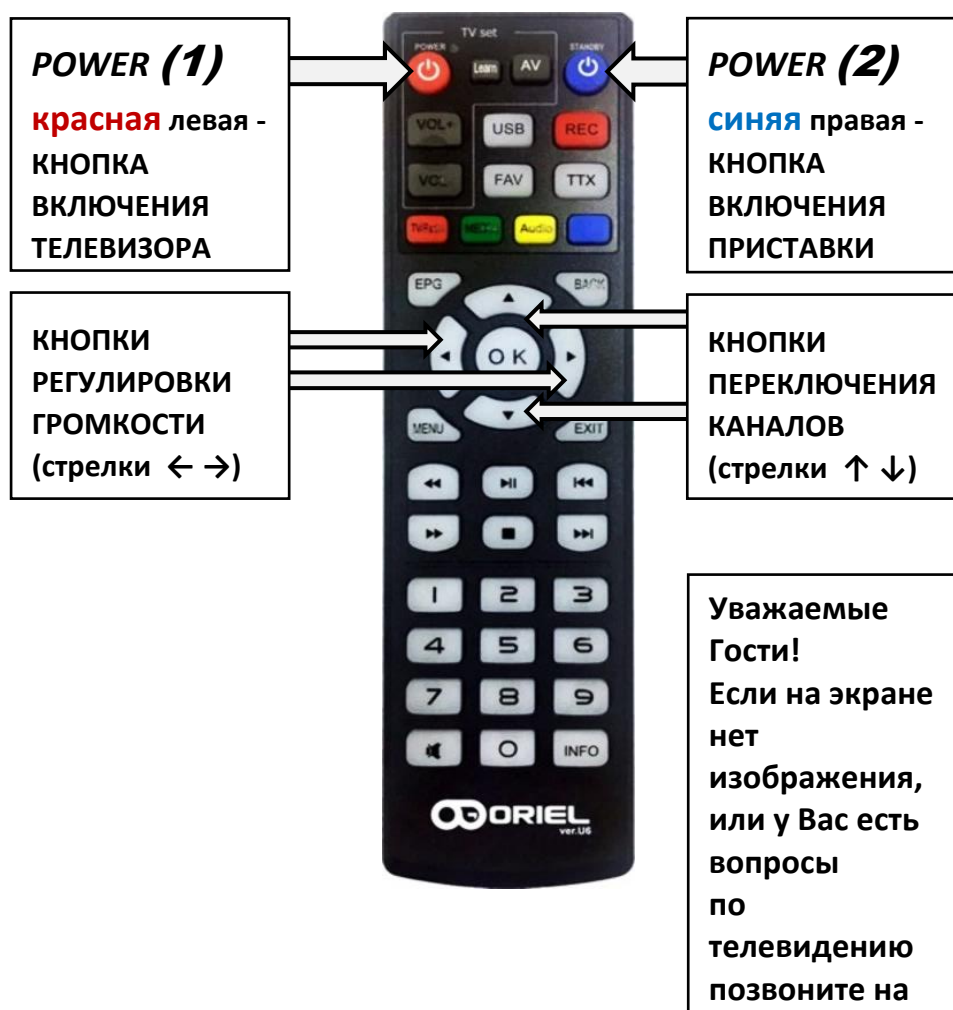 POWER (1)
красная левая -
КНОПКА
ВКЛЮЧЕНИЯ
ТЕЛЕВИЗОРА
КНОПКИ
РЕГУЛИРОВКИ
ГРОМКОСТИ
(стрелки ← →)
TV set
POWER
Learn
AV
STANDBY
VOL+
USB
REC
VOL
FAV
TTX
Audio
EPG
BACK
OK
MENU
EXIT
1 2 3
4 5 6
7 8 9
0 INFO
ORIEL
ver.U6
POWER (2)
синяя правая -
КНОПКА
ВКЛЮЧЕНИЯ
ПРИСТАВКИ
КНОПКИ
ПЕРЕКЛЮЧЕНИЯ
КАНАЛОВ
(стрелки ↑ ↓)
Уважаемые
Гости!
Если на экране
нет
изображения,
или у Вас есть
вопросы
по
телевидению
позвоните на